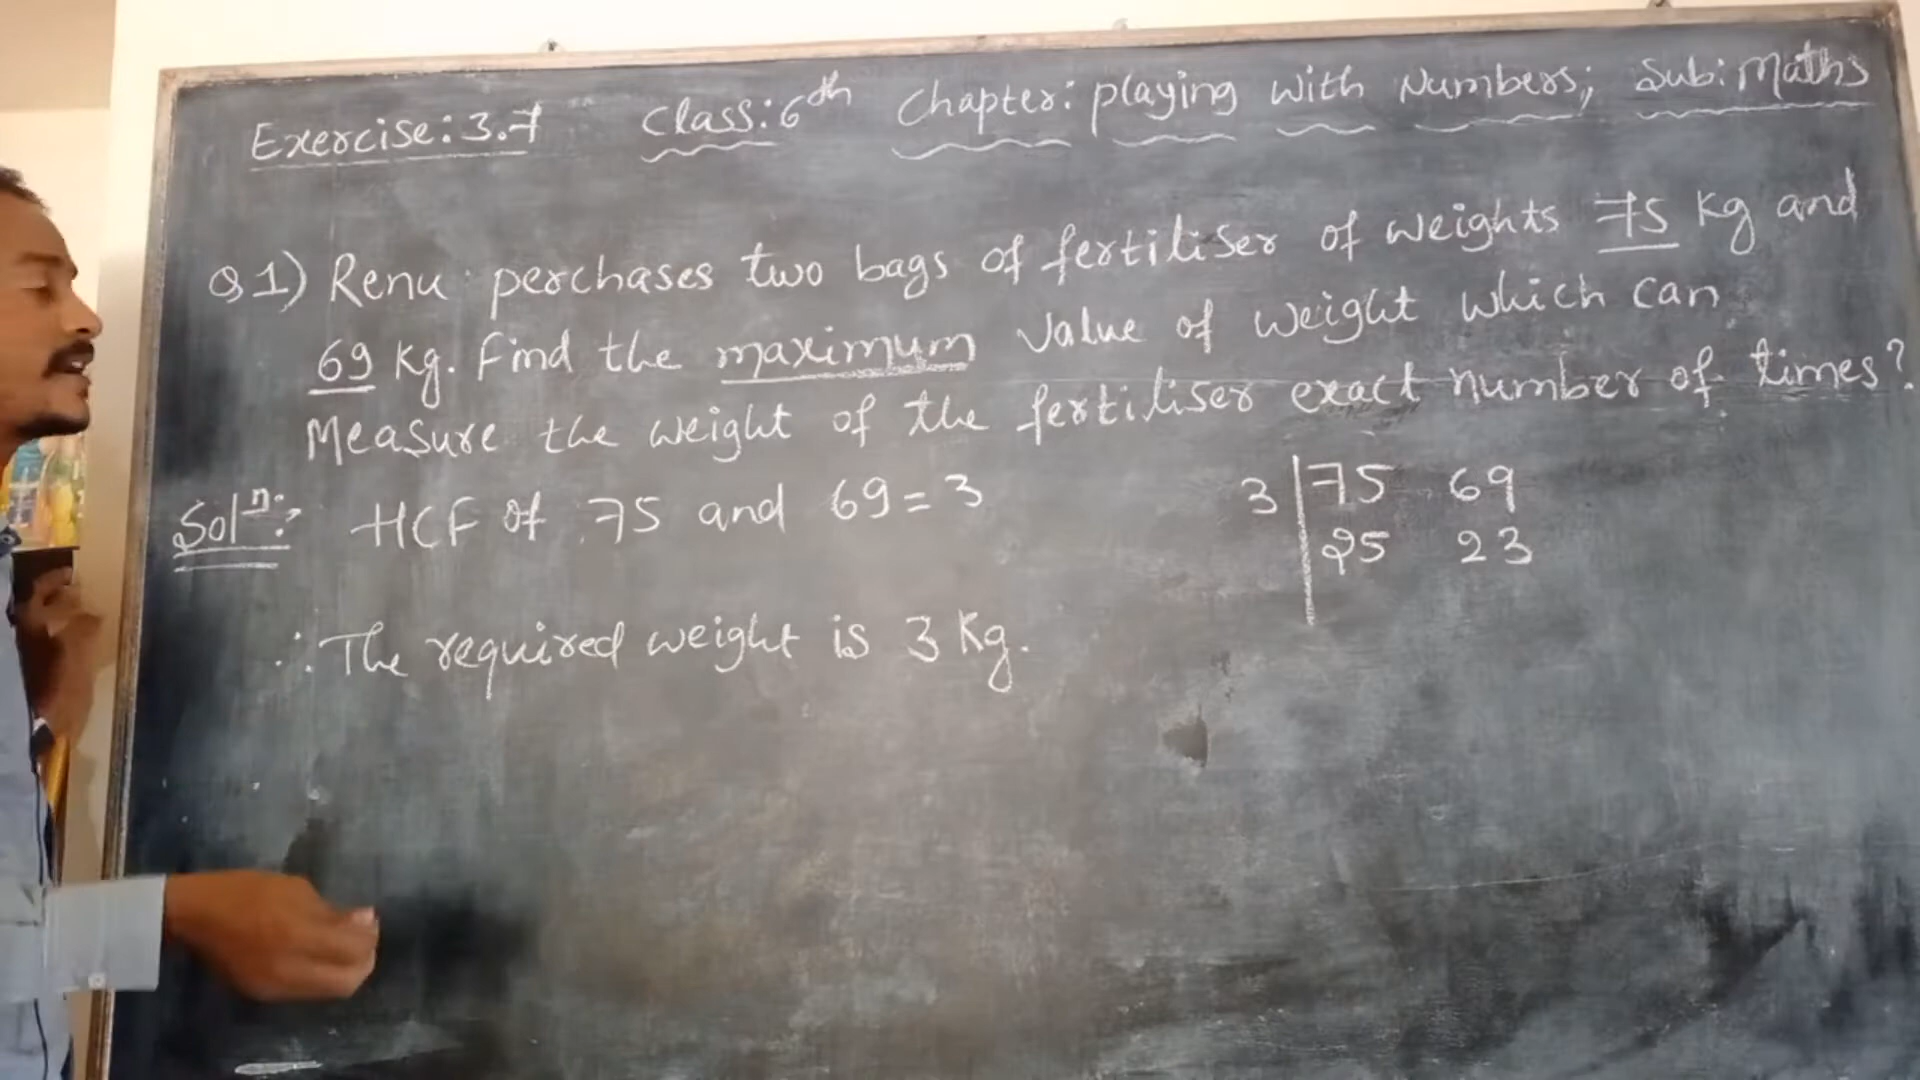 Exercise: 3.7 Class: 6th Chapter: playing with Numbers; Sub: Maths
Q1) Renu perchases two bags of fertiliser of weights 75 Kg and
69 Kg. Find the maximum value of weight which can
Measure the weight of the fertiliser exact number of times?
Solⁿ: HCF of 75 and 69 = 3
3 | 75 69
25 23
∴ The required weight is 3 Kg.